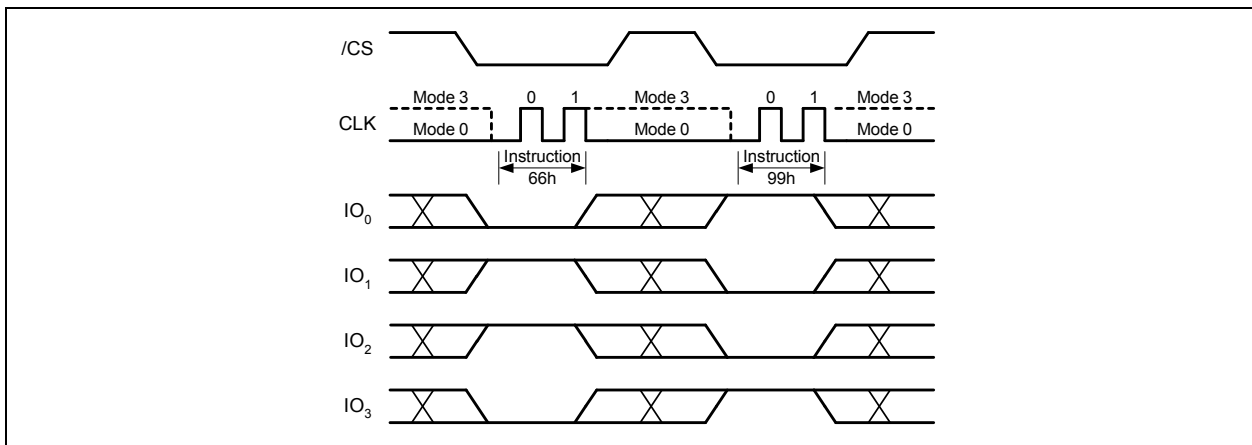 /CS
Mode 3 0 1 Mode 3 0 1 Mode 3
CLK Mode 0 Mode 0 Mode 0
Instruction Instruction
66h 99h
IO0
IO1
IO2
IO3